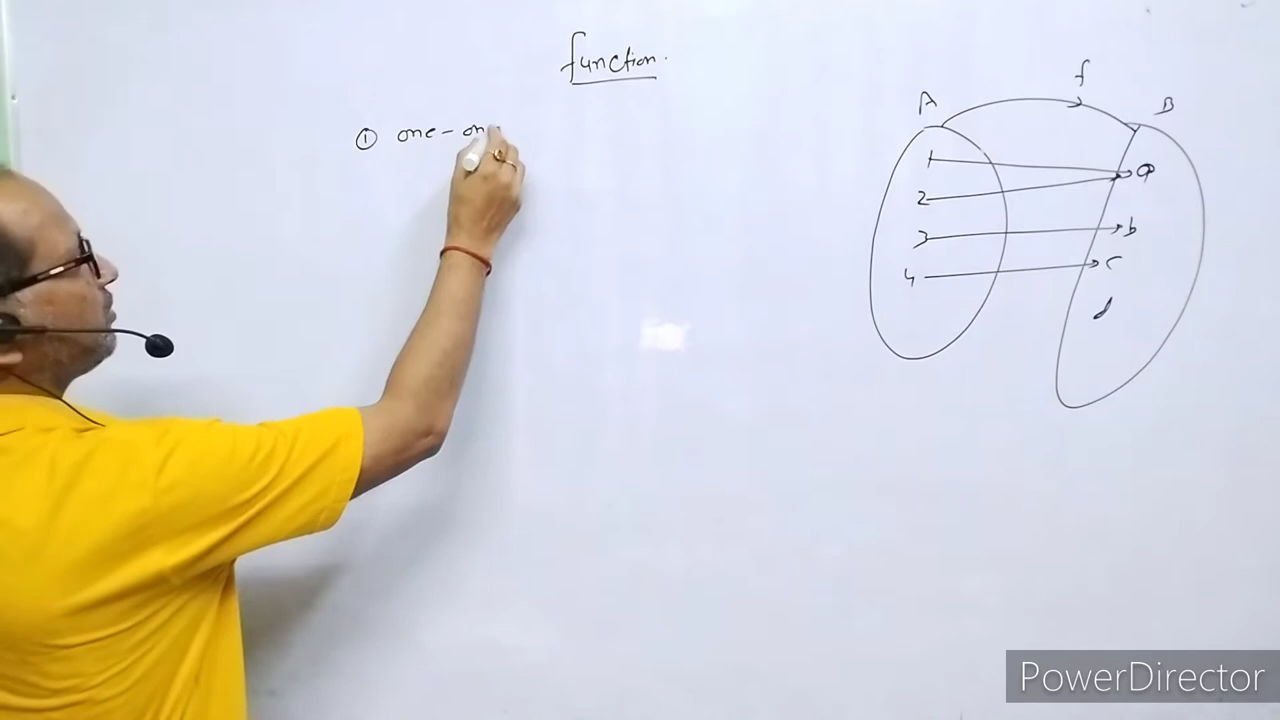 function.
① one - on
f
A
B
1
a
2
3
b
4
c
d
PowerDirector